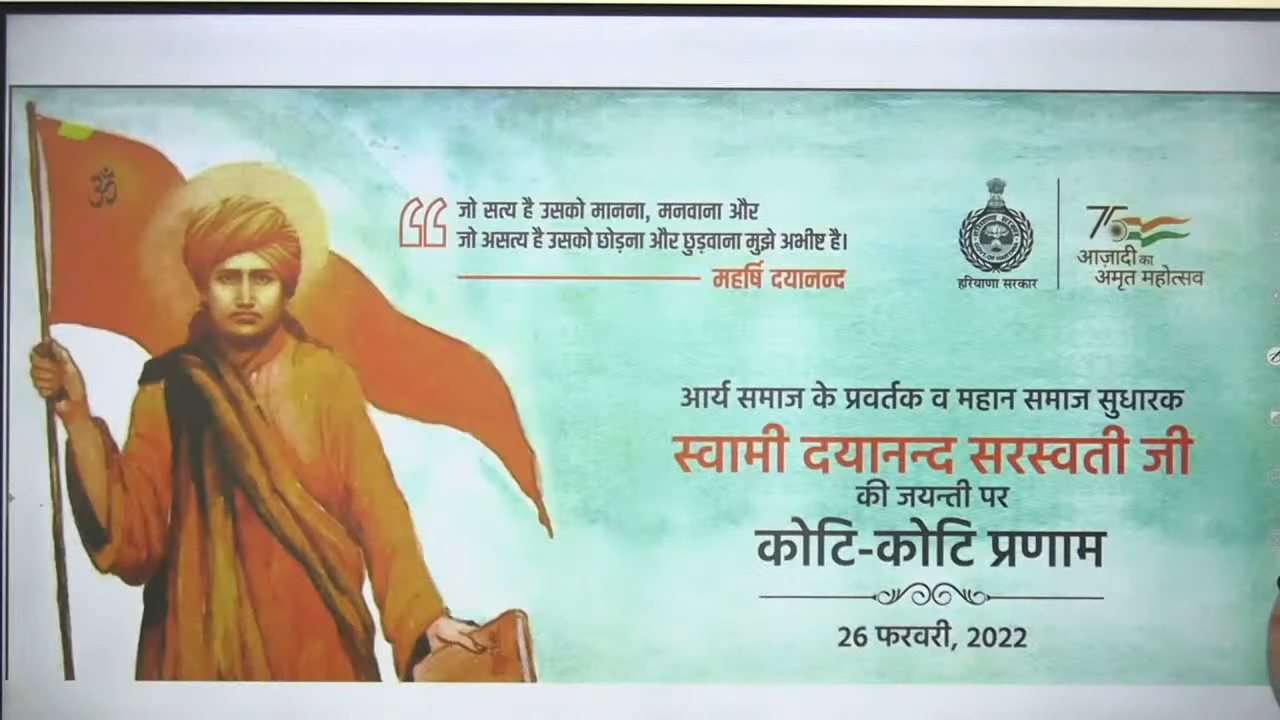 ॐ
जो सत्य है उसको मानना, मनवाना और
जो असत्य है उसको छोड़ना और छुड़वाना मुझे अभीष्ट है।
महर्षि दयानन्द
हरियाणा सरकार
75
आज़ादी का
अमृत महोत्सव
आर्य समाज के प्रवर्तक व महान समाज सुधारक
स्वामी दयानन्द सरस्वती जी
की जयन्ती पर
कोटि-कोटि प्रणाम
26 फरवरी, 2022